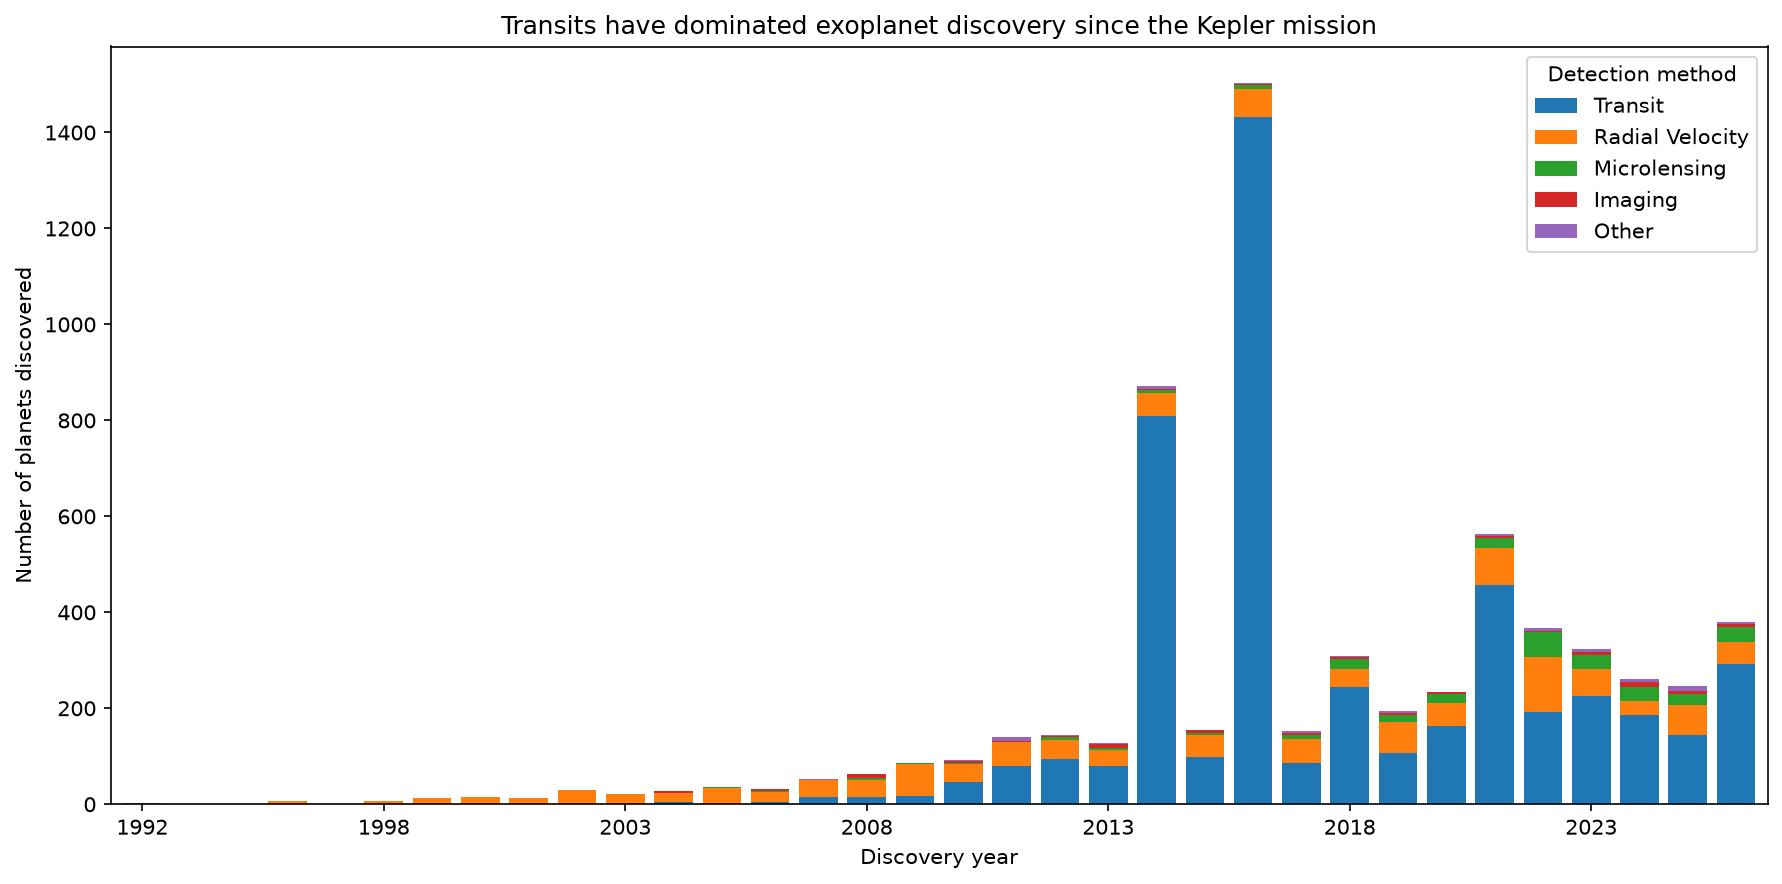 Transits have dominated exoplanet discovery since the Kepler mission
Number of planets discovered
1400
1200
1000
800
600
400
200
0
Detection method
Transit
Radial Velocity
Microlensing
Imaging
Other
1992
1998
2003
2008
2013
2018
2023
Discovery year